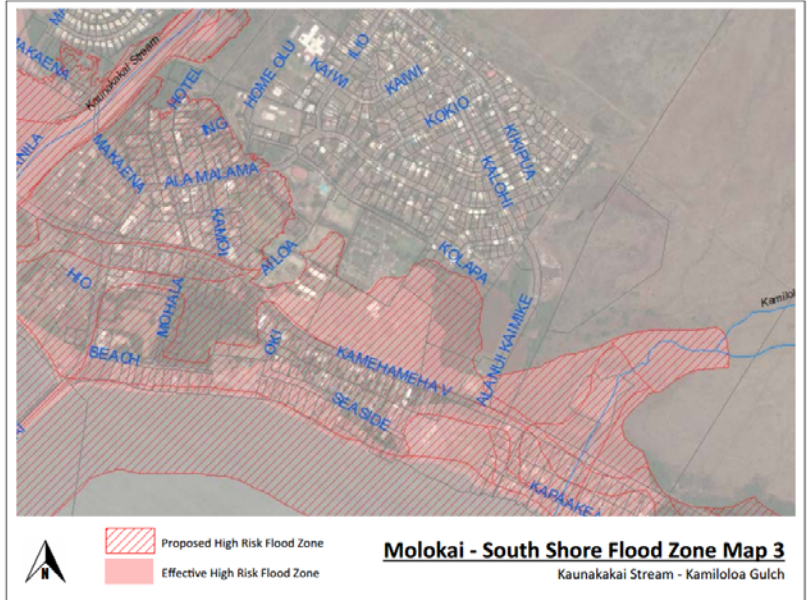 MAKAENA
Kaunakakai Stream
HOTEL
HOME OLU
KAIWI
ILIO
KAIWI
KOKIO
KIKIPUA
KALOHI
ING
MAKAENA
ALA MALAMA
KAMOI
AILOA
KOLAPA
HIO
MOHALA
OKI
BEACH
KAMEHAMEHA V
SEASIDE
ALANUI KAIMIKE
KAPAAKEA
N
Proposed High Risk Flood Zone
Effective High Risk Flood Zone
Molokai - South Shore Flood Zone Map 3
Kaunakakai Stream - Kamiloloa Gulch